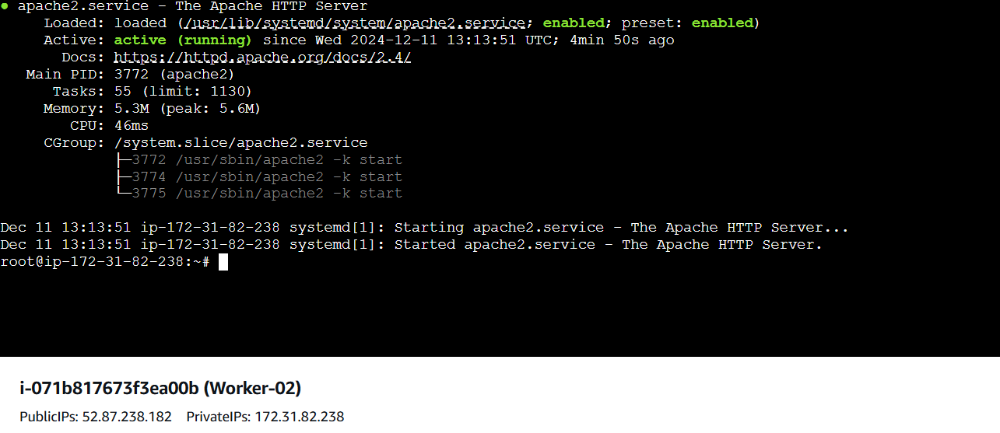 ● apache2.service - The Apache HTTP Server
Loaded: loaded (/usr/lib/systemd/system/apache2.service; enabled; preset: enabled)
Active: active (running) since Wed 2024-12-11 13:13:51 UTC; 4min 50s ago
Docs: https://httpd.apache.org/docs/2.4/
Main PID: 3772 (apache2)
Tasks: 55 (limit: 1130)
Memory: 5.3M (peak: 5.6M)
CPU: 46ms
CGroup: /system.slice/apache2.service
├─3772 /usr/sbin/apache2 -k start
├─3774 /usr/sbin/apache2 -k start
└─3775 /usr/sbin/apache2 -k start
Dec 11 13:13:51 ip-172-31-82-238 systemd[1]: Starting apache2.service - The Apache HTTP Server...
Dec 11 13:13:51 ip-172-31-82-238 systemd[1]: Started apache2.service - The Apache HTTP Server.
root@ip-172-31-82-238:~#
i-071b817673f3ea00b (Worker-02)
PublicIPs: 52.87.238.182 PrivateIPs: 172.31.82.238